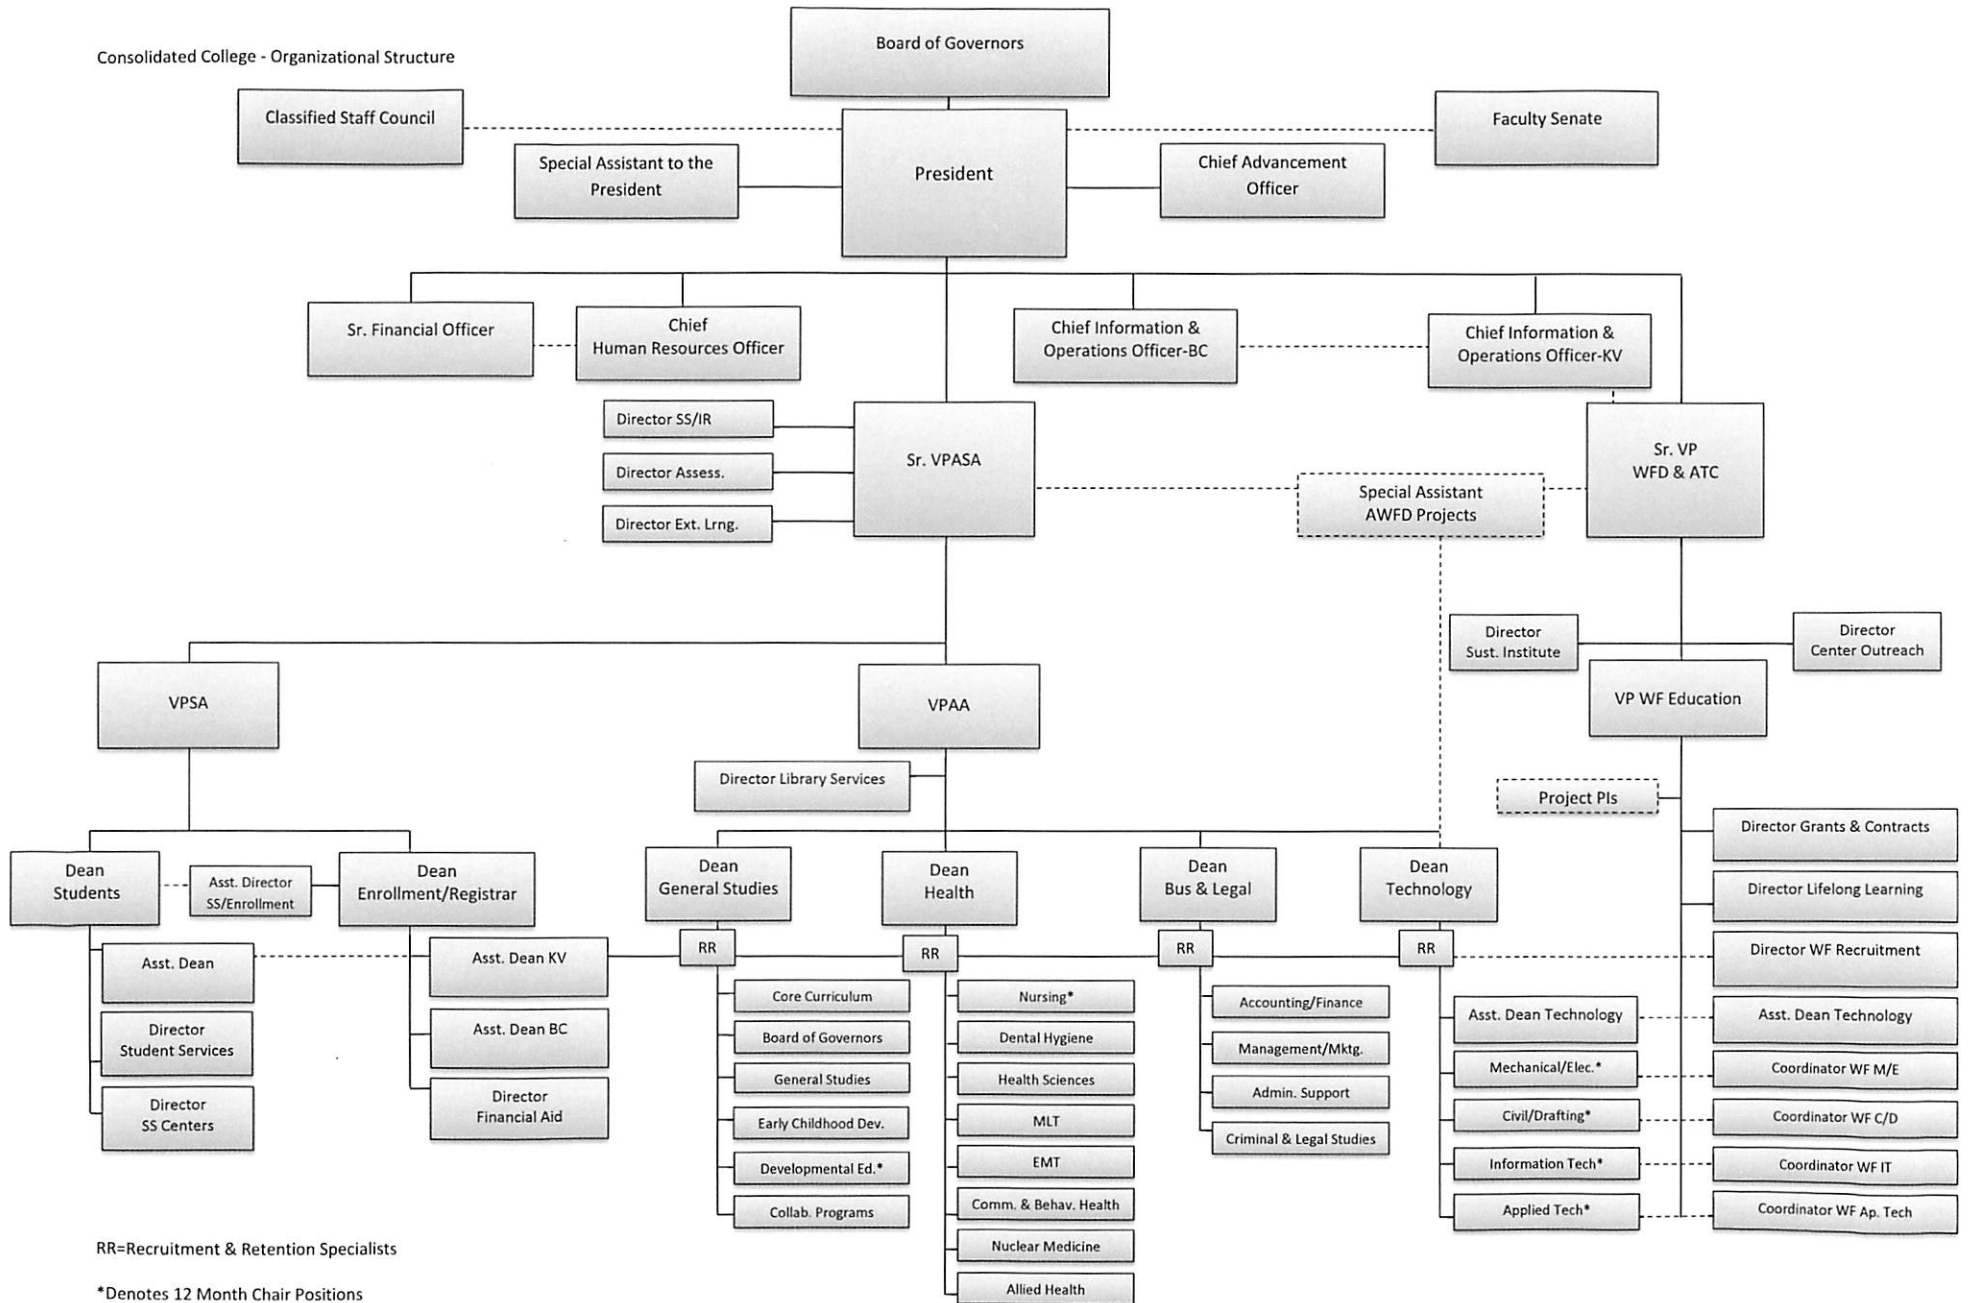 Board of Governors
Consolidated College - Organizational Structure
Classified Staff Council
Faculty Senate
Special Assistant to the
President
President
Chief Advancement
Officer
Sr. Financial Officer
Chief
Human Resources Officer
Chief Information &
Operations Officer-BC
Chief Information &
Operations Officer-KV
Director SS/IR
Director Assess.
Director Ext. Lrng.
Sr. VPASA
Special Assistant
AWFD Projects
Sr. VP
WFD & ATC
Director
Sust. Institute
Director
Center Outreach
VPSA
VPAA
VP WF Education
Director Library Services
Project PIs
Director Grants & Contracts
Director Lifelong Learning
Director WF Recruitment
Asst. Dean Technology
Coordinator WF M/E
Coordinator WF C/D
Coordinator WF IT
Coordinator WF Ap. Tech
Dean
Students
Asst. Director
SS/Enrollment
Dean
Enrollment/Registrar
Dean
General Studies
Dean
Health
Dean
Bus & Legal
Dean
Technology
RR
RR
RR
RR
Asst. Dean
Director
Student Services
Director
SS Centers
Asst. Dean KV
Asst. Dean BC
Director
Financial Aid
Core Curriculum
Board of Governors
General Studies
Early Childhood Dev.
Developmental Ed.*
Collab. Programs
Nursing*
Dental Hygiene
Health Sciences
MLT
EMT
Comm. & Behav. Health
Nuclear Medicine
Allied Health
Accounting/Finance
Management/Mktg.
Admin. Support
Criminal & Legal Studies
Asst. Dean Technology
Mechanical/Elec.*
Civil/Drafting*
Information Tech*
Applied Tech*
RR=Recruitment & Retention Specialists
*Denotes 12 Month Chair Positions